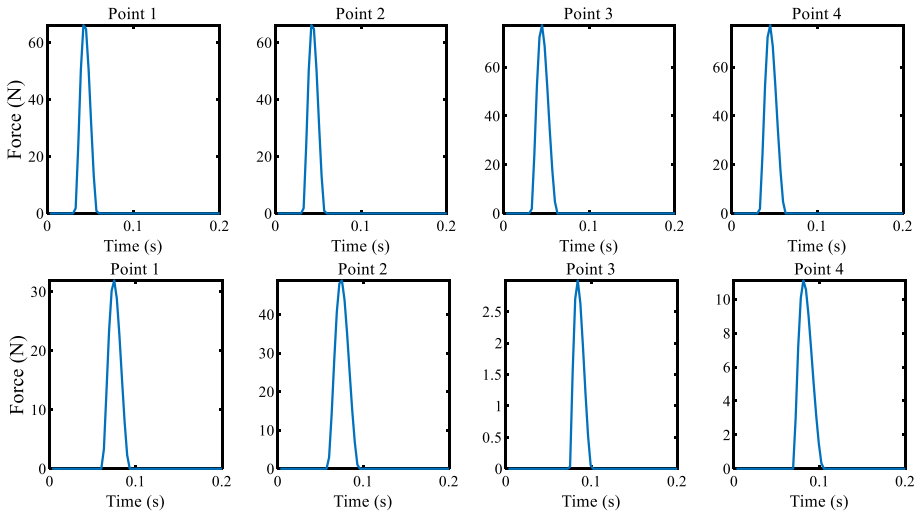 Point 1 Point 2 Point 3 Point 4
Force (N)
60 60 60 60
40 40 40 40
20 20 20 20
0 0 0 0
0 0.1 0.2 0 0.1 0.2 0 0.1 0.2 0 0.1 0.2
Time (s) Time (s) Time (s) Time (s)
Point 1 Point 2 Point 3 Point 4
Force (N)
30 40 2.5 10
20 30 2 8
10 20 1.5 6
0 10 1 4
0 0.5 2
0 0
0 0.1 0.2 0 0.1 0.2 0 0.1 0.2 0 0.1 0.2
Time (s) Time (s) Time (s) Time (s)